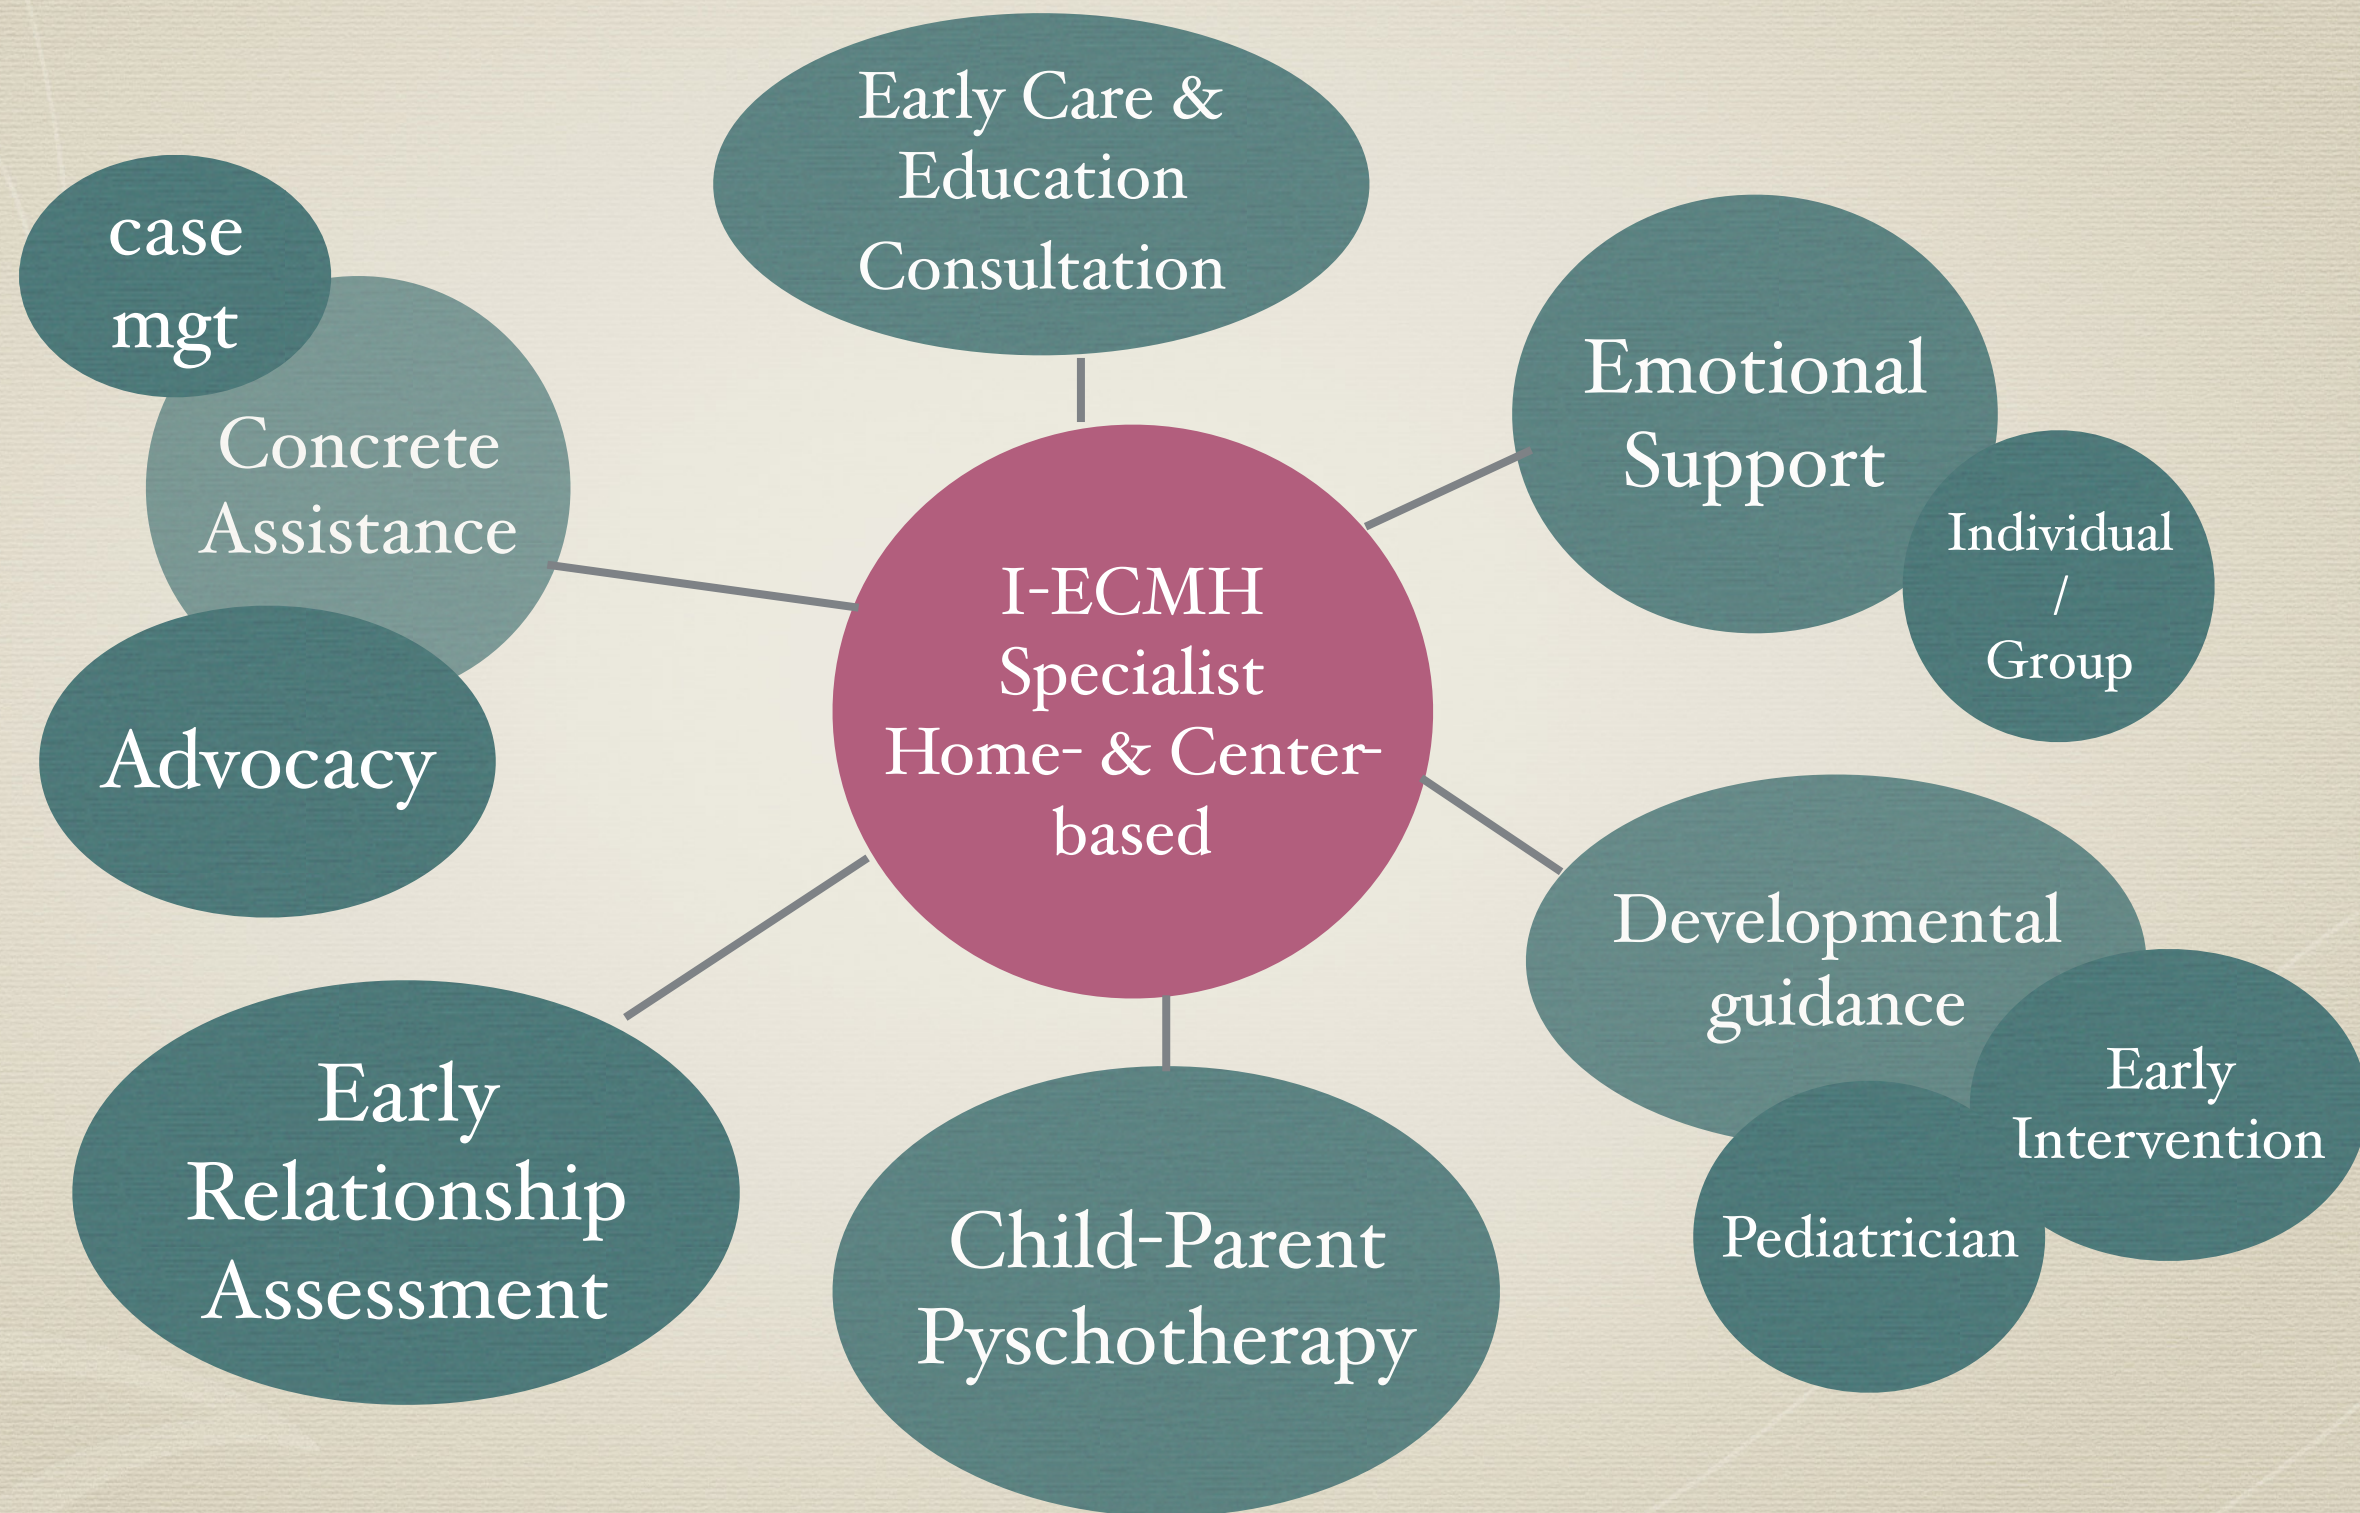 Early Care &
Education
Consultation
case
mgt
Concrete
Assistance
Advocacy
Emotional
Support
Individual
/
Group
I-ECMH
Specialist
Home- & Center-
based
Developmental
guidance
Early
Intervention
Pediatrician
Early
Relationship
Assessment
Child-Parent
Pyschotherapy